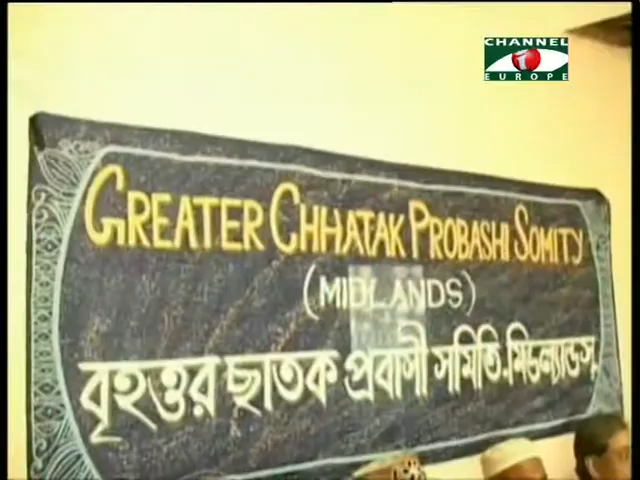 CHANNEL
i
EUROPE
GREATER CHHATAK PROBASHI SOMITY
(MIDLANDS)
বৃহত্তর ছাতক প্রবাসী সমিতি. মিডল্যান্ডস্.